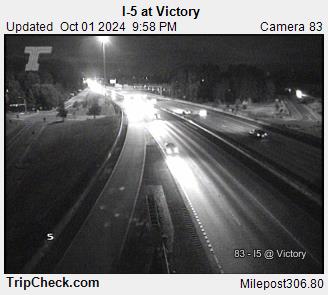 I-5 at Victory
Updated Oct 01 2024 9:58 PM Camera 83
T
S
83 - I5 @ Victory
TripCheck.com Milepost306.80